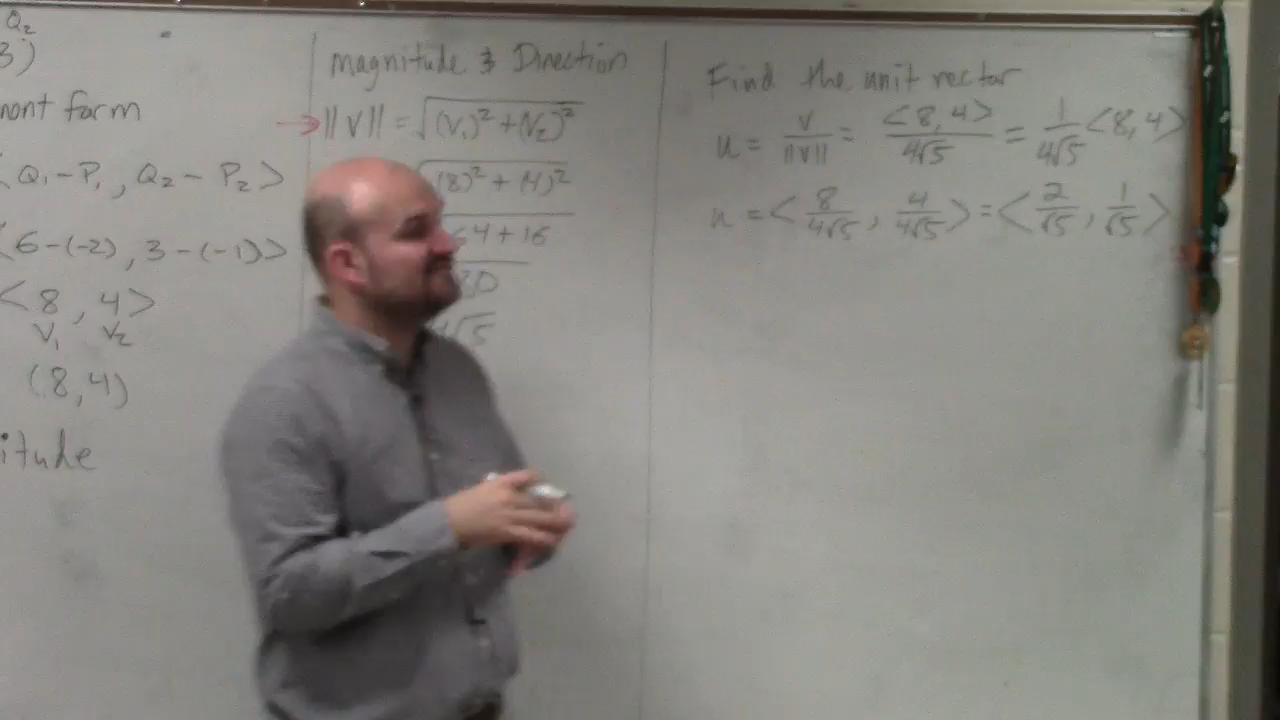 Q₂
3)
nont form
⟨ Q₁ - P₁ , Q₂ - P₂ ⟩
⟨ 6 - (-2) , 3 - (-1) ⟩
⟨ 8 , 4 ⟩
V₁ V₂
(8, 4)
itude
magnitude & Direction
→ ||v|| = √(V₁)² + (V₂)²
√(8)² + (4)²
64 + 16
80
4√5
Find the unit vector
u = v/||v|| = <8, 4>/4√5 = 1/4√5 <8, 4>
u = < 8/4√5 , 4/4√5 > = < 2/√5 , 1/√5 >